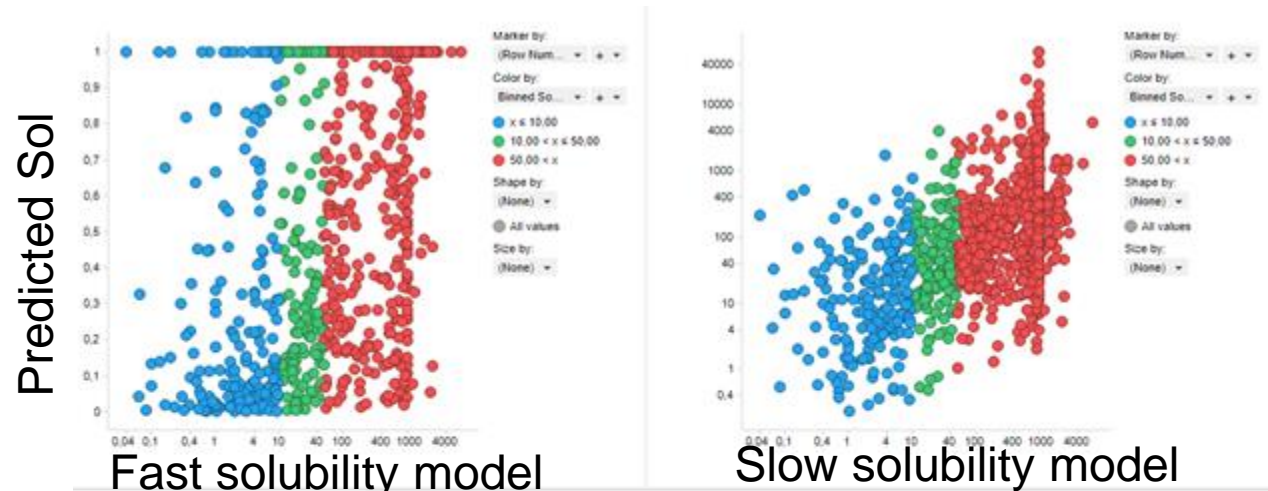 Predicted Sol
1
0,9
0,8
0,7
0,6
0,5
0,4
0,3
0,2
0,1
0
0,04 0,1 0,4 1 4 10 40 100 400 1000 4000
Fast solubility model
Marker by:
(Row Num...
Color by:
Binned So...
x ≤ 10,00
10.00 < x ≤ 50,00
50.00 < x
Shape by:
(None)
All values
Size by:
(None)
40000
10000
4000
1000
400
100
40
10
4
1
0,4
0,04 0,1 0,4 1 4 10 40 100 400 1000 4000
Slow solubility model
Marker by:
(Row Num...
Color by:
Binned So...
x ≤ 10,00
10.00 < x ≤ 50,00
50.00 < x
Shape by:
(None)
All values
Size by:
(None)